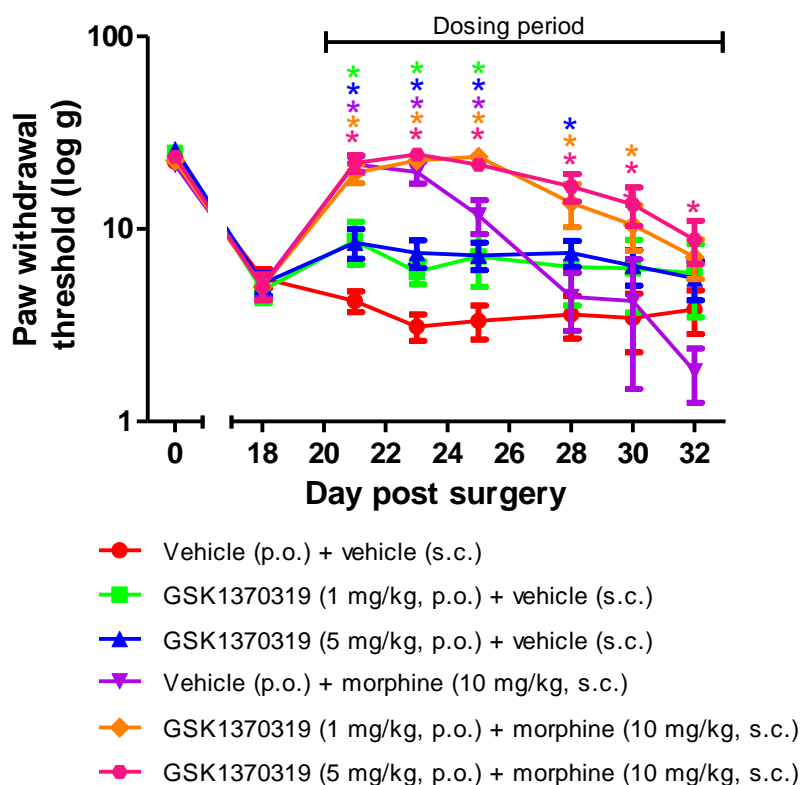 Dosing period
100
10
1
Paw withdrawal
threshold (log g)
* * * *
* * * *
* * *
* * * * *
* * * * * *
0 18 20 22 24 26 28 30 32
Day post surgery
Vehicle (p.o.) + vehicle (s.c.)
GSK1370319 (1 mg/kg, p.o.) + vehicle (s.c.)
GSK1370319 (5 mg/kg, p.o.) + vehicle (s.c.)
Vehicle (p.o.) + morphine (10 mg/kg, s.c.)
GSK1370319 (1 mg/kg, p.o.) + morphine (10 mg/kg, s.c.)
GSK1370319 (5 mg/kg, p.o.) + morphine (10 mg/kg, s.c.)